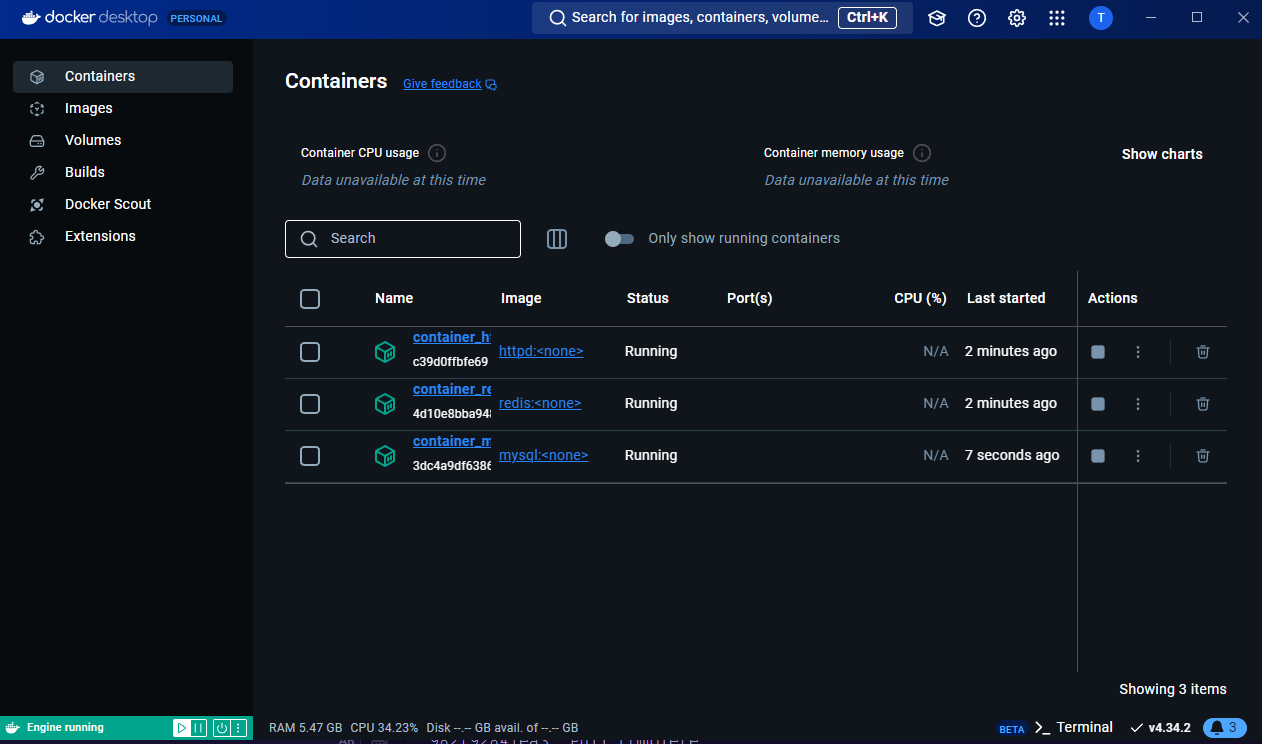 docker desktop PERSONAL
Search for images, containers, volume... Ctrl+K
T
Containers
Images
Volumes
Builds
Docker Scout
Extensions
Containers Give feedback
Container CPU usage
Data unavailable at this time
Container memory usage
Data unavailable at this time
Show charts
Search
Only show running containers
Name Image Status Port(s) CPU (%) Last started Actions
container_h
c39d0ffbfe69
httpd:<none> Running N/A 2 minutes ago
container_re
4d10e8bba94
redis:<none> Running N/A 2 minutes ago
container_m
3dc4a9df6386
mysql:<none> Running N/A 7 seconds ago
Showing 3 items
Engine running
RAM 5.47 GB CPU 34.23% Disk --.-- GB avail. of --.-- GB
BETA Terminal v4.34.2 3